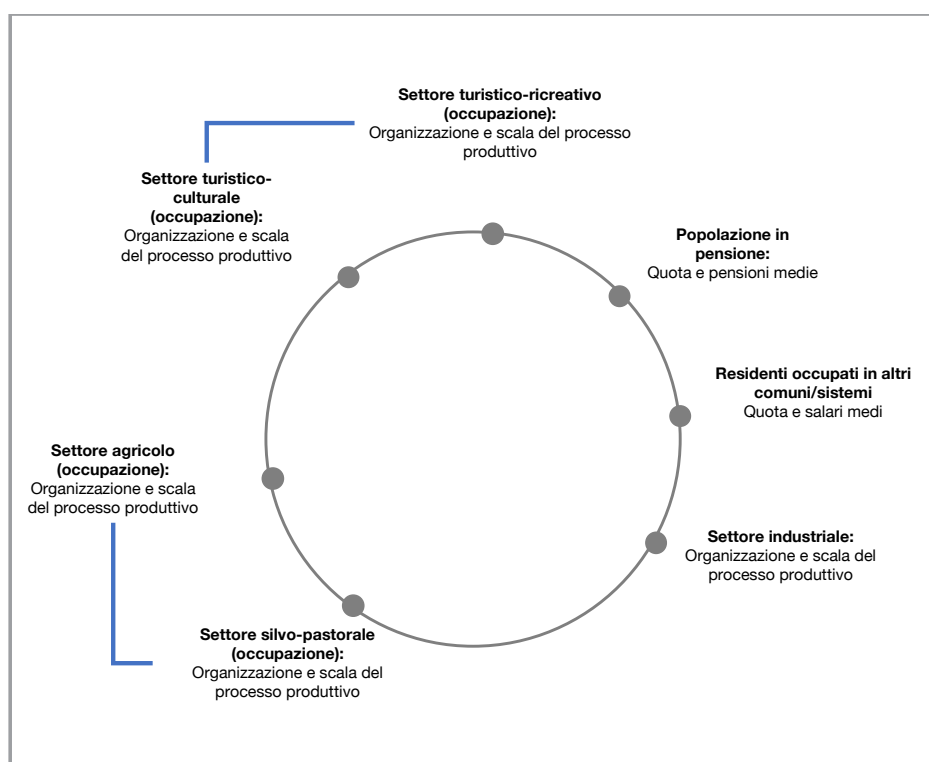 Settore turistico-ricreativo
(occupazione):
Organizzazione e scala del processo
produttivo
Settore turistico-
culturale
(occupazione):
Organizzazione e scala
del processo produttivo
Popolazione in
pensione:
Quota e pensioni medie
Residenti occupati in altri
comuni/sistemi
Quota e salari medi
Settore agricolo
(occupazione):
Organizzazione e scala
del processo produttivo
Settore industriale:
Organizzazione e scala del
processo produttivo
Settore silvo-pastorale
(occupazione):
Organizzazione e scala del
processo produttivo